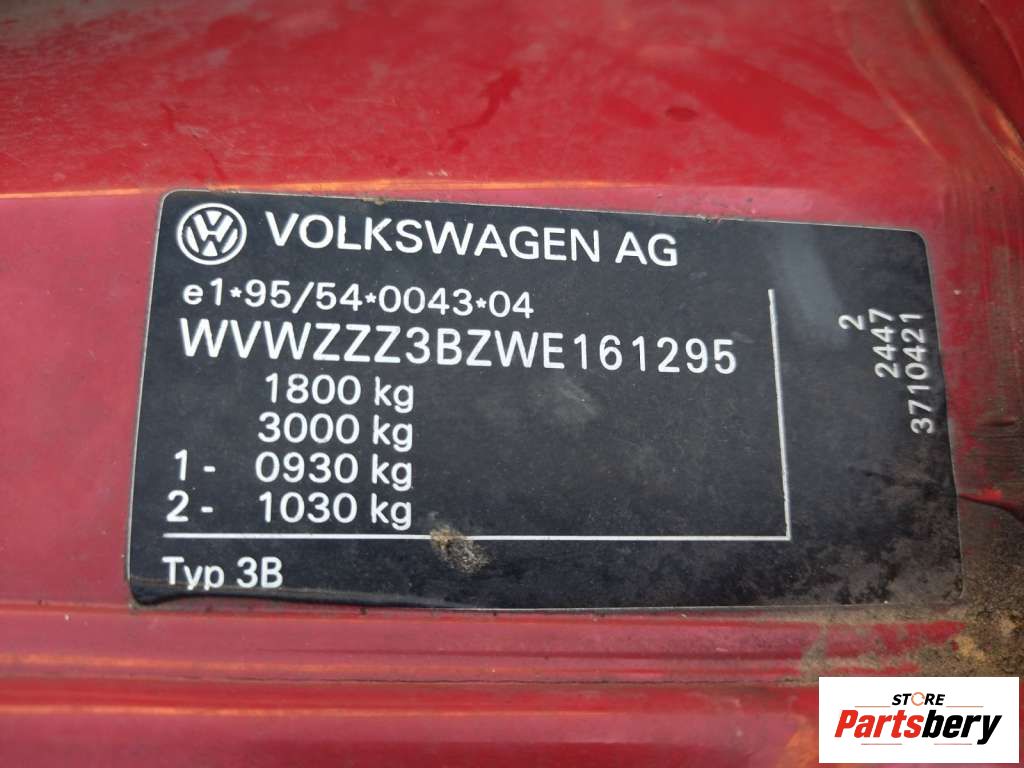 VOLKSWAGEN AG
e1*95/54*0043*04
WVWZZZ3BZWE161295
1800 kg
3000 kg
1- 0930 kg
2- 1030 kg
Typ 3B
2
2447
3710421
STORE
Partsbery